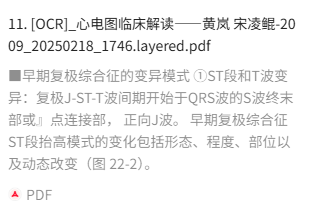 11. [OCR]_心电图临床解读——黄岚 宋凌鲲-20
09_20250218_1746.layered.pdf
■早期复极综合征的变异模式 ①ST段和T波变
异：复极J-ST-T波间期开始于QRS波的S波终末
部或』点连接部， 正向J波。 早期复极综合征
ST段抬高模式的变化包括形态、程度、部位以
及动态改变（图 22-2）。
PDF